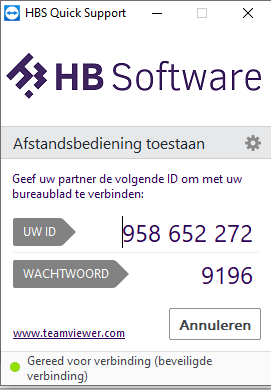 HBS Quick Support
HB Software
Afstandsbediening toestaan
Geef uw partner de volgende ID om met uw
bureaublad te verbinden:
UW ID 958 652 272
WACHTWOORD 9196
Annuleren
www.teamviewer.com
Gereed voor verbinding (beveiligde
verbinding)